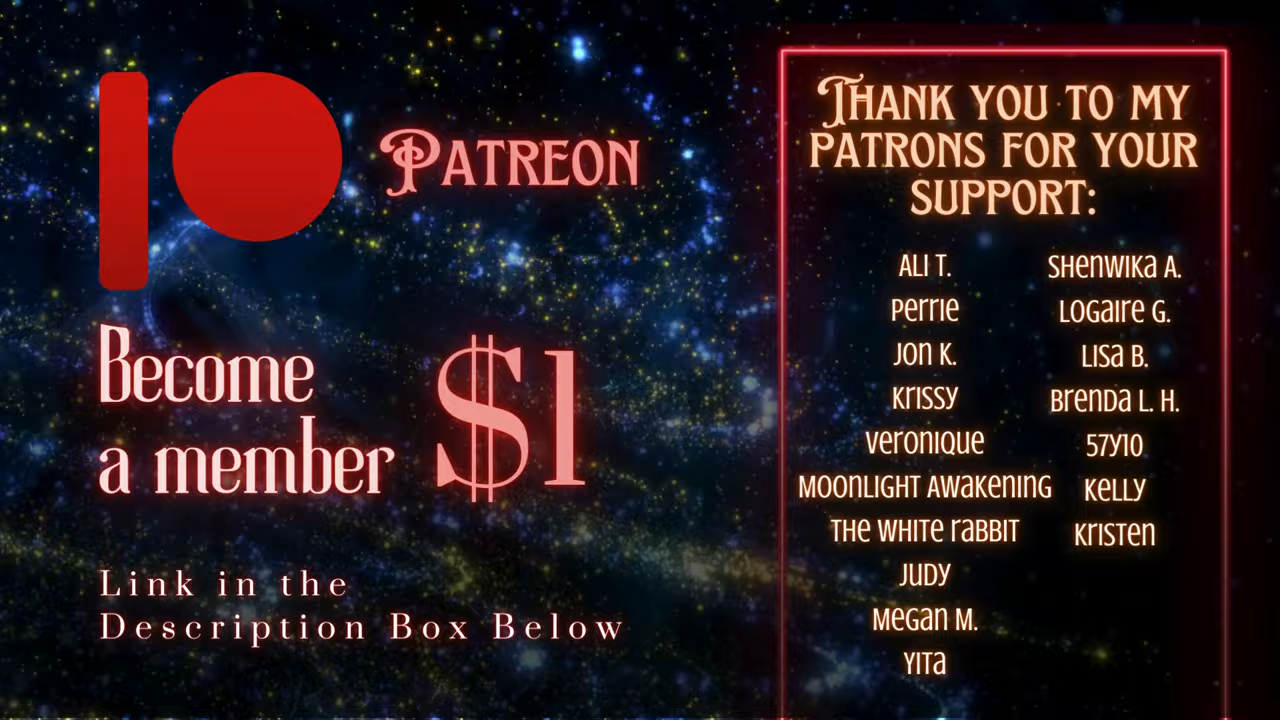 Patreon
Become
a member
$1
Link in the
Description Box Below
Thank you to my
patrons for your
support:
Ali T.
Perrie
Jon K.
Krissy
Veronique
Moonlight Awakening
The White Rabbit
Judy
Megan M.
Yita
Shenwika A.
Logaire G.
Lisa B.
Brenda L. H.
57y10
Kelly
Kristen